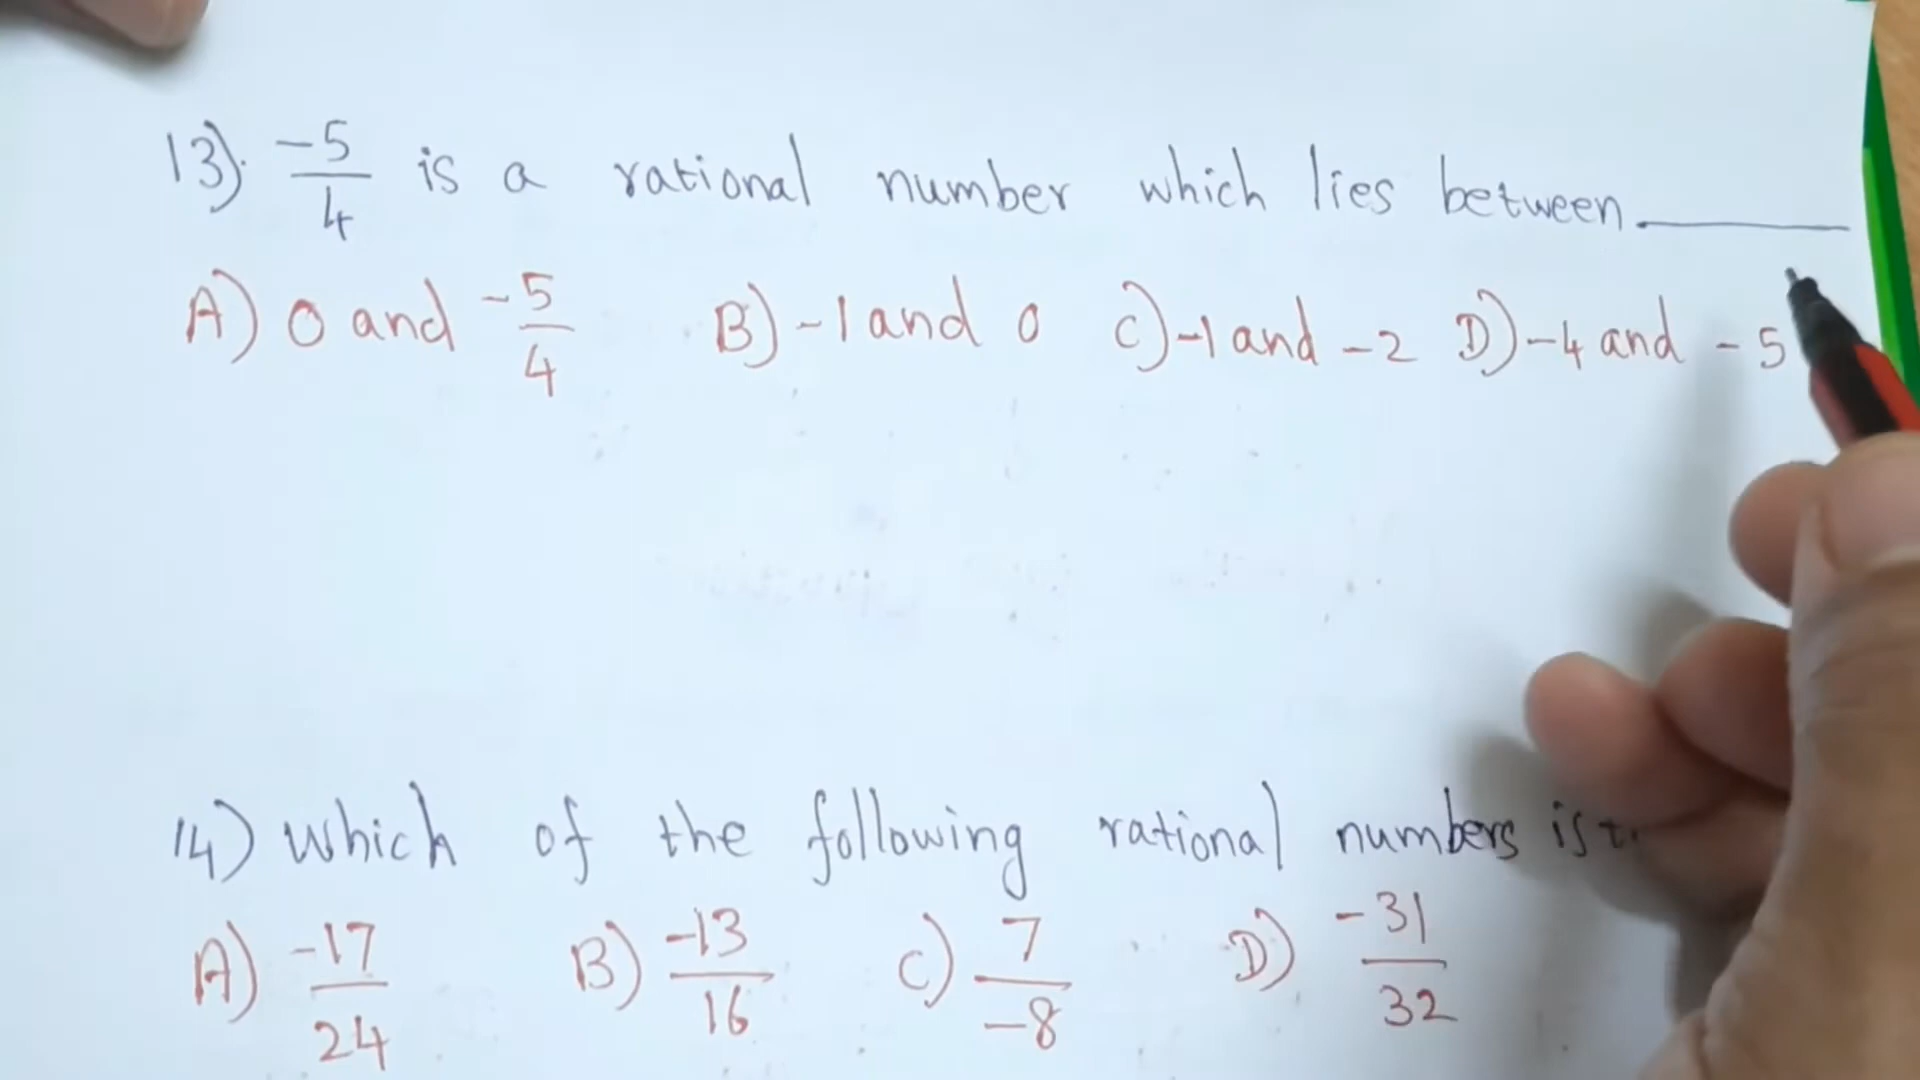 13). -5/4 is a rational number which lies between ______
A) 0 and -5/4 B) -1 and 0 C) -1 and -2 D) -4 and -5
14) Which of the following rational numbers is
A) -17/24 B) -13/16 C) 7/-8 D) -31/32